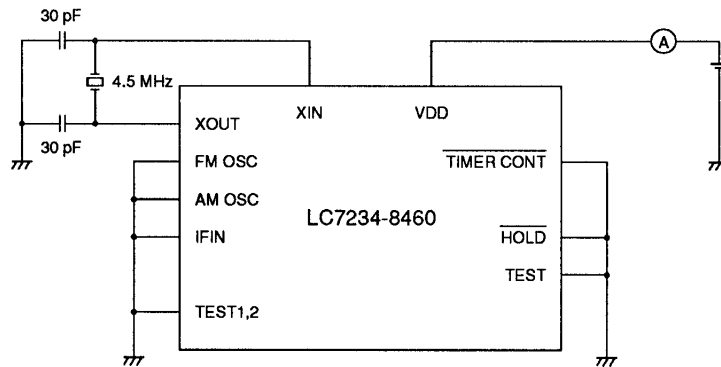 30 pF
A
4.5 MHz
XIN
VDD
XOUT
30 pF
FM OSC
TIMER CONT
AM OSC
LC7234-8460
IFIN
HOLD
TEST
TEST1,2